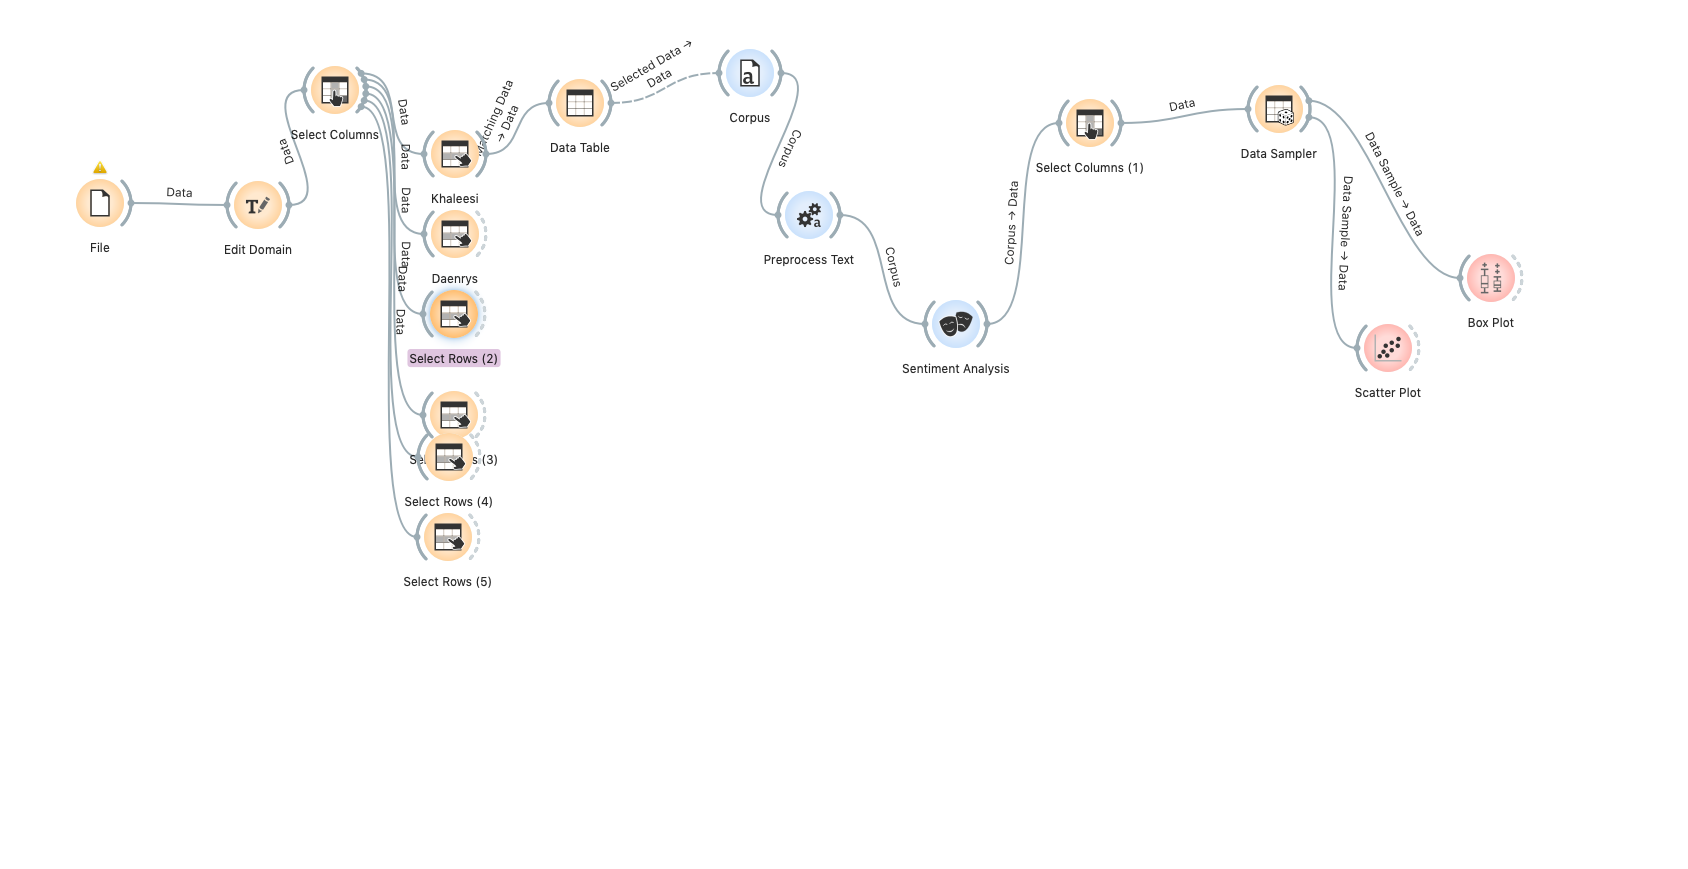 File
Data
Edit Domain
Data
Select Columns
Data
Data
Data
Data
Data
Data
Khaleesi
Daenrys
Select Rows (2)
(3)
Select Rows (4)
Select Rows (5)
Matching Data
→ Data
Data Table
Selected Data →
Data
a
Corpus
Corpus
a
Preprocess Text
Corpus
Sentiment Analysis
Corpus → Data
Select Columns (1)
Data
Data Sampler
Data Sample → Data
Data Sample → Data
Box Plot
Scatter Plot